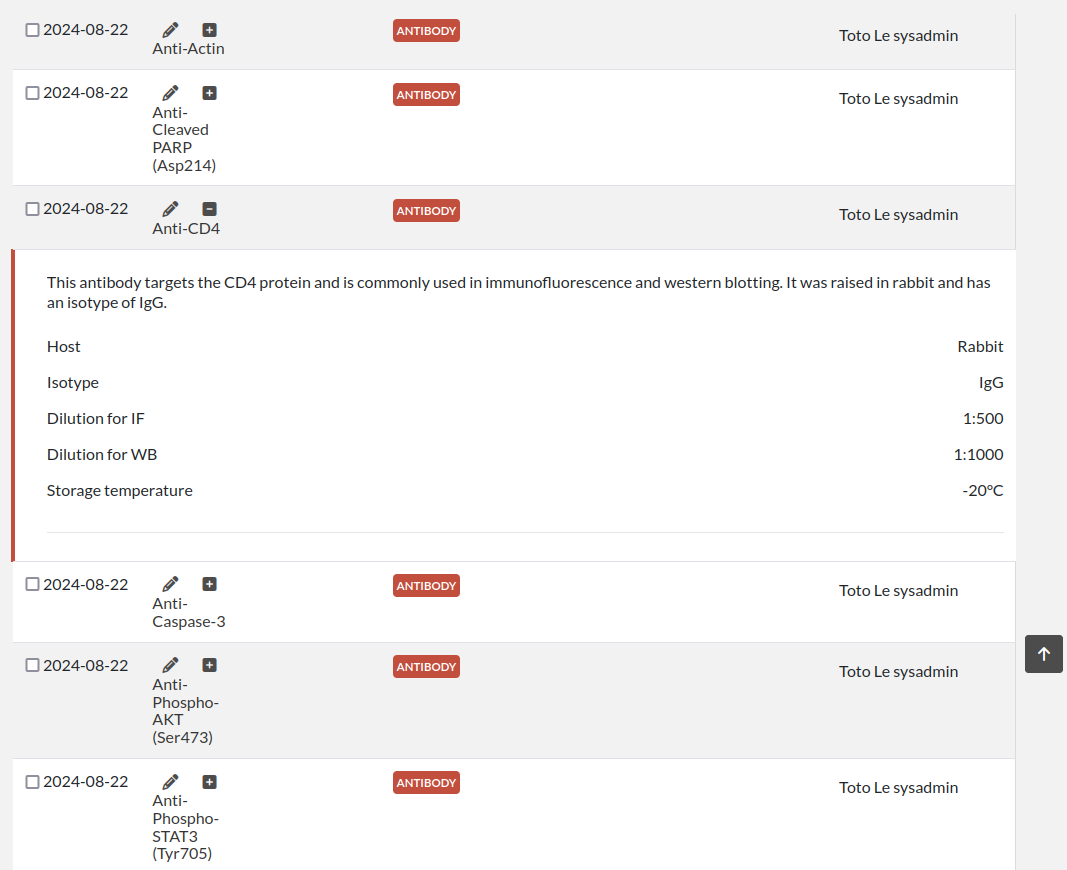 2024-08-22
Anti-Actin
ANTIBODY
Toto Le sysadmin
2024-08-22
Anti-
Cleaved
PARP
(Asp214)
ANTIBODY
Toto Le sysadmin
2024-08-22
Anti-CD4
ANTIBODY
Toto Le sysadmin
This antibody targets the CD4 protein and is commonly used in immunofluorescence and western blotting. It was raised in rabbit and has
an isotype of IgG.
Host Rabbit
Isotype IgG
Dilution for IF 1:500
Dilution for WB 1:1000
Storage temperature -20°C
2024-08-22
Anti-
Caspase-3
ANTIBODY
Toto Le sysadmin
2024-08-22
Anti-
Phospho-
AKT
(Ser473)
ANTIBODY
Toto Le sysadmin
2024-08-22
Anti-
Phospho-
STAT3
(Tyr705)
ANTIBODY
Toto Le sysadmin